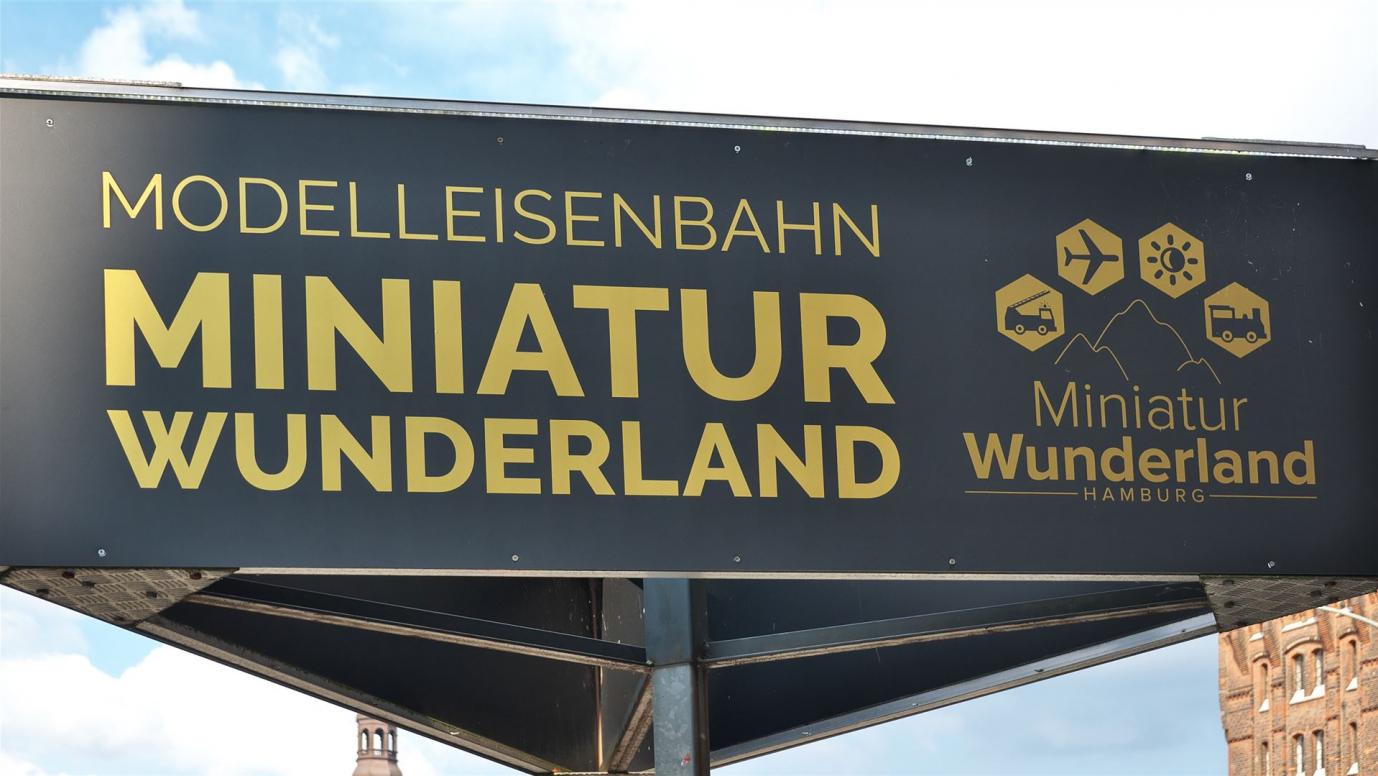 MODELLEISENBAHN
MINIATUR
WUNDERLAND
Miniatur
Wunderland
HAMBURG